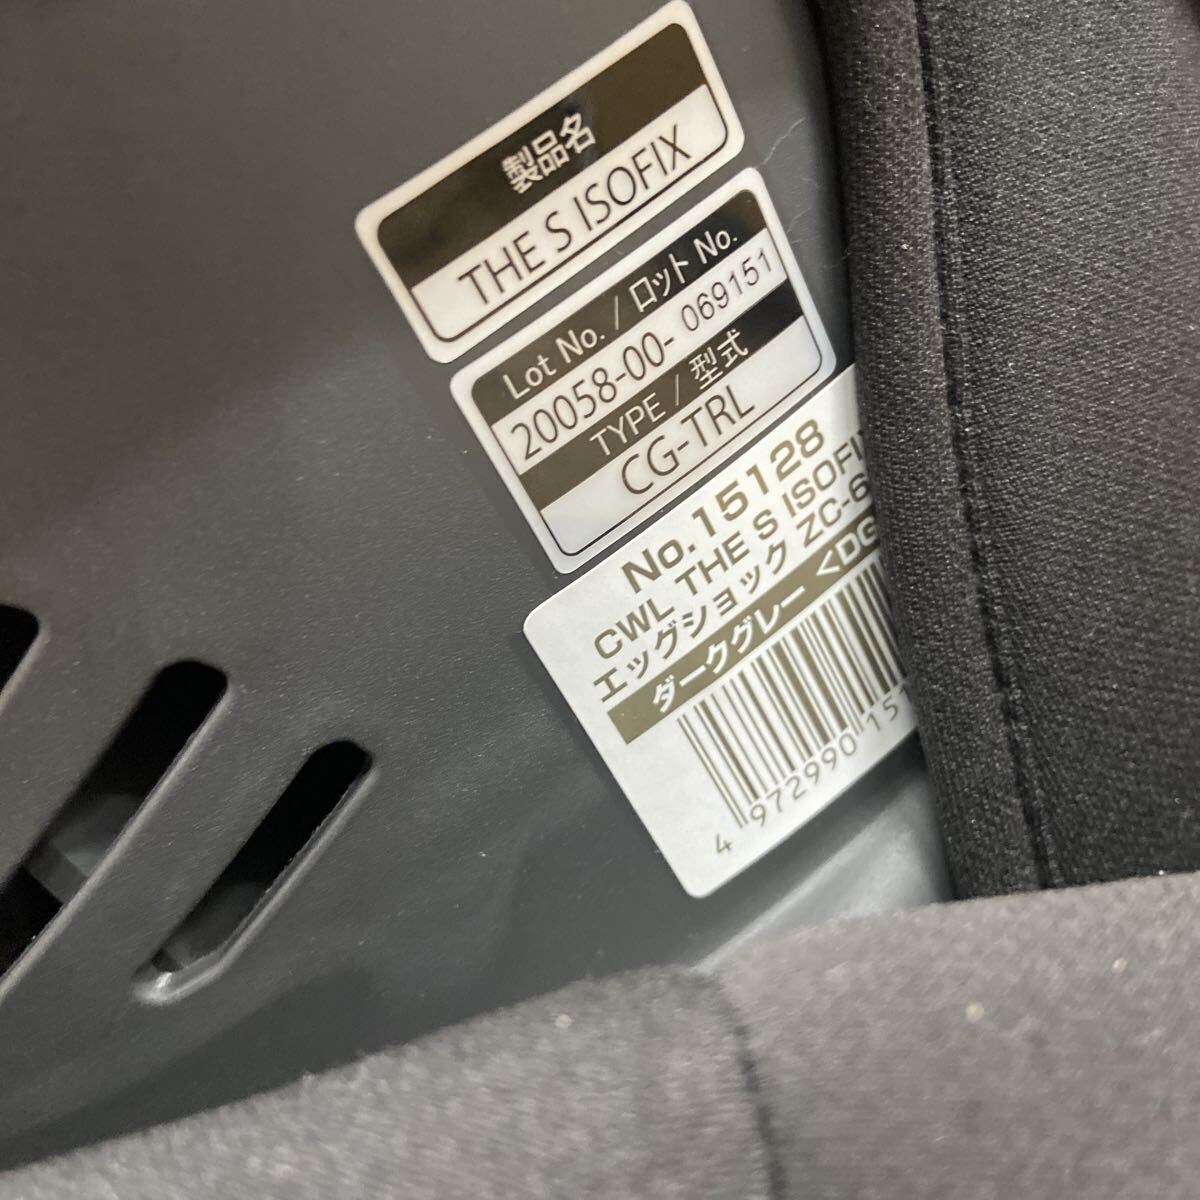 製品名
THE S ISOFIX
Lot No. / ロット No.
20058-00- 069151
TYPE / 型式
CG-TRL
No.15128
CWL THE S ISOFI
エッグショック ZC-6
ダークグレー <DG
4 972990 15